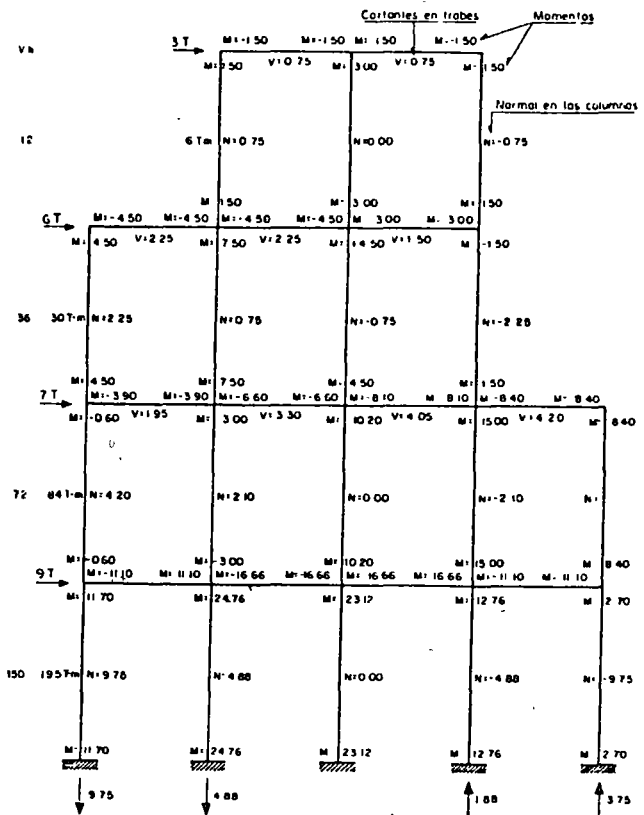 Cortantes en trabes Momentos
V h 3 T M=-1.50 M=-1.50 M=-1.50 M=-1.50
M=1.50 V=0.75 M= 3.00 V=0.75 M=1.50
Normal en las columnas
12 6 Tm N=0.75 N=0.00 N=-0.75
M=1.50 M=3.00 M=1.50
6 T M=-4.50 M=-4.50 M=-4.50 M=-4.50 M 3.00 M- 3.00
M=4.50 V=2.25 M=7.50 V=2.25 M=+4.50 V=1.50 M=-1.50
36 30T-m N=2.25 N=0.75 N=-0.75 N=-2.25
M=4.50 M=7.50 M=4.50 M=1.50
7 T M=-3.90 M=-3.90 M=-6.60 M=-6.60 M=-8.10 M 8.10 M=-8.40 M- 8.40
M=-0.60 V=1.95 M= 3.00 V=3.30 M= 10.20 V=4.05 M= 15.00 V=4.20 M- 8.40
72 84T-m N=4.20 N=2.10 N=0.00 N=-2.10 N=
M=-0.60 M=-3.00 M=10.20 M=15.00 M 8.40
9 T M=-11.10 M=11.10 M=-16.66 M=-16.66 M= 16.66 M 16.66 M=-11.10 M- 11.10
M= 11.70 M= 24.76 M= 23.12 M= 12.76 M= 2.70
150 195T-m N=9.78 N-4.88 N=0.00 N=-4.88 N=-9.75
M-11.70 M=24.76 M 23.12 M 12.76 M 2.70
9.75 4.88 1.88 3.75